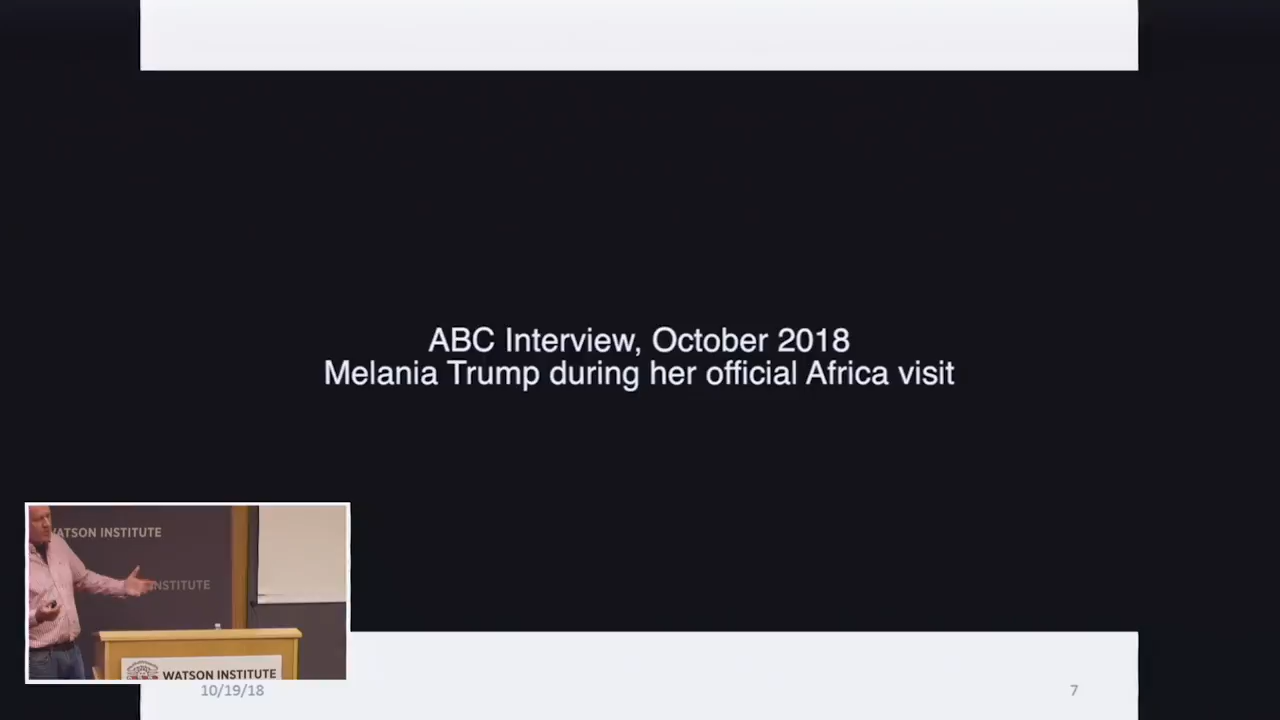 ABC Interview, October 2018
Melania Trump during her official Africa visit
WATSON INSTITUTE
INSTITUTE
WATSON INSTITUTE
10/19/18
7